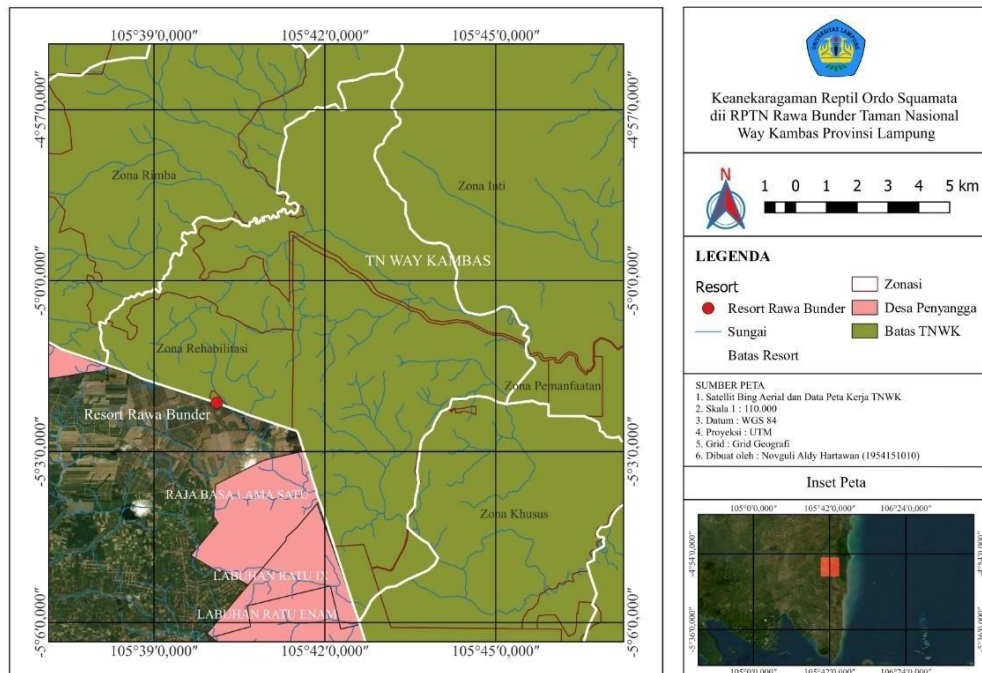 105°39'0,000" 105°42'0,000" 105°45'0,000"
-4°57'0,000" -4°57'0,000"
Zona Rimba
Zona Inti
TN WAY KAMBAS
-5°0'0,000" -5°0'0,000"
Zona Rehabilitasi
Zona Pemanfaatan
Resort Rawa Bunder
-5°3'0,000" -5°3'0,000"
RAJA BASA LAMA SATU
Zona Khusus
LABUHAN RATU IX
LABUHAN RATU ENAM
-5°6'0,000" -5°6'0,000"
105°39'0,000" 105°42'0,000" 105°45'0,000"
UNIVERSITAS LAMPUNG
Keanekaragaman Reptil Ordo Squamata
dii RPTN Rawa Bunder Taman Nasional
Way Kambas Provinsi Lampung
N
1 0 1 2 3 4 5 km
LEGENDA
Resort
Resort Rawa Bunder
Sungai
Batas Resort
Zonasi
Desa Penyangga
Batas TNWK
SUMBER PETA
1. Satellit Bing Aerial dan Data Peta Kerja TNWK
2. Skala 1 : 110.000
3. Datum : WGS 84
4. Proyeksi : UTM
5. Grid : Grid Geografi
6. Dibuat oleh : Novguli Aldy Hartawan (1954151010)
Inset Peta
105°0'0,000" 105°42'0,000" 106°24'0,000"
-4°54'0,000" -4°54'0,000"
-5°36'0,000" -5°36'0,000"
105°0'0,000" 105°42'0,000" 106°24'0,000"